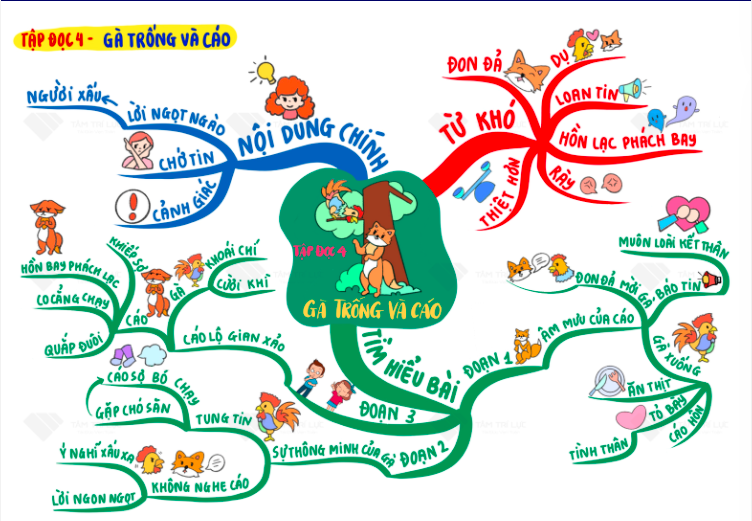 TẬP ĐỌC 4 - GÀ TRỐNG VÀ CÁO
TẬP ĐỌC 4
GÀ TRỐNG VÀ CÁO
NỘI DUNG CHÍNH
LỜI NGỌT NGÀO
NGƯỜI XẤU
CHỚ TIN
CẢNH GIÁC
TỪ KHÓ
ĐON ĐẢ
DỤ
LOAN TIN
HỒN LẠC PHÁCH BAY
RÀY
THIỆT HƠN
TÌM HIỂU BÀI
ĐOẠN 1
ÂM MƯU CỦA CÁO
ĐON ĐẢ MỜI GÀ, BÁO TIN
MUÔN LOÀI KẾT THÂN
GÀ XUỐNG
ĂN THỊT
TỎ BÀY
TÌNH THÂN
CÁO HÔN
ĐOẠN 2
SỰ THÔNG MINH CỦA GÀ
TUNG TIN
CÁO SỢ BỎ CHẠY
GẶP CHÓ SĂN
KHÔNG NGHE CÁO
Ý NGHĨ XẤU XA
LỜI NGON NGỌT
ĐOẠN 3
CÁO LỘ GIAN XẢO
GÀ
KHOÁI CHÍ
CƯỜI KHÌ
CÁO
KHIẾP SỢ
HỒN BAY PHÁCH LẠC
CO CẲNG CHẠY
QUẮP ĐUÔI